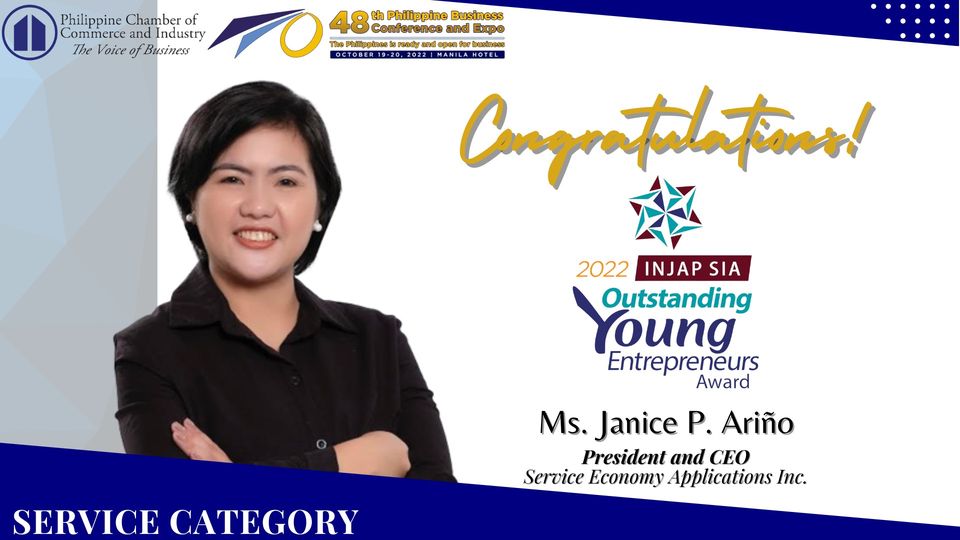 Philippine Chamber of
Commerce and Industry
The Voice of Business
48th Philippine Business
Conference and Expo
The Philippines is ready and open for business
OCTOBER 19-20, 2022 | MANILA HOTEL
Congratulations!
2022 INJAP SIA
Outstanding
Young
Entrepreneurs
Award
Ms. Janice P. Ariño
President and CEO
Service Economy Applications Inc.
SERVICE CATEGORY